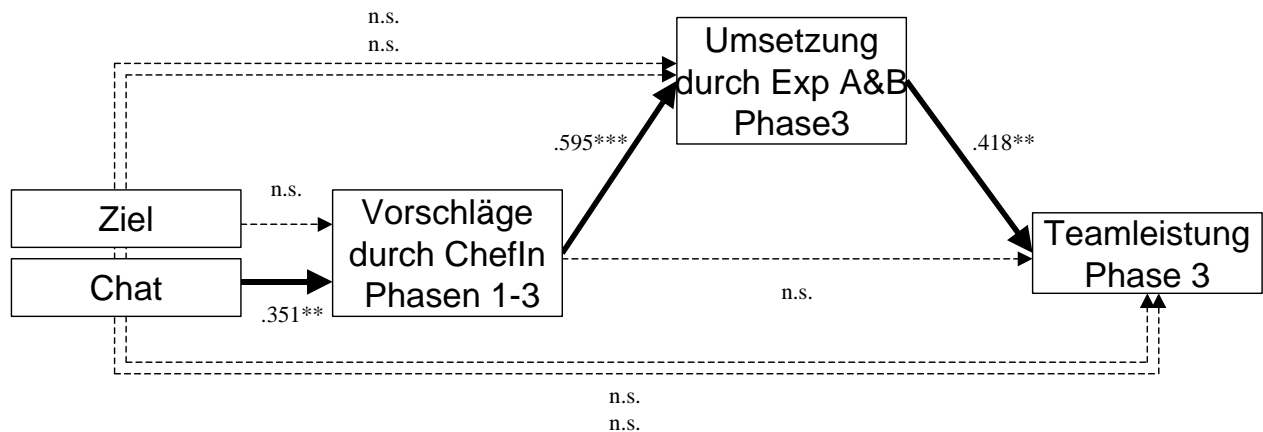 n.s.
n.s.
Umsetzung
durch Exp A&B
Phase3
.595***
.418**
n.s.
Ziel
Vorschläge
durch ChefIn
Phasen 1-3
Teamleistung
Phase 3
Chat
.351**
n.s.
n.s.
n.s.